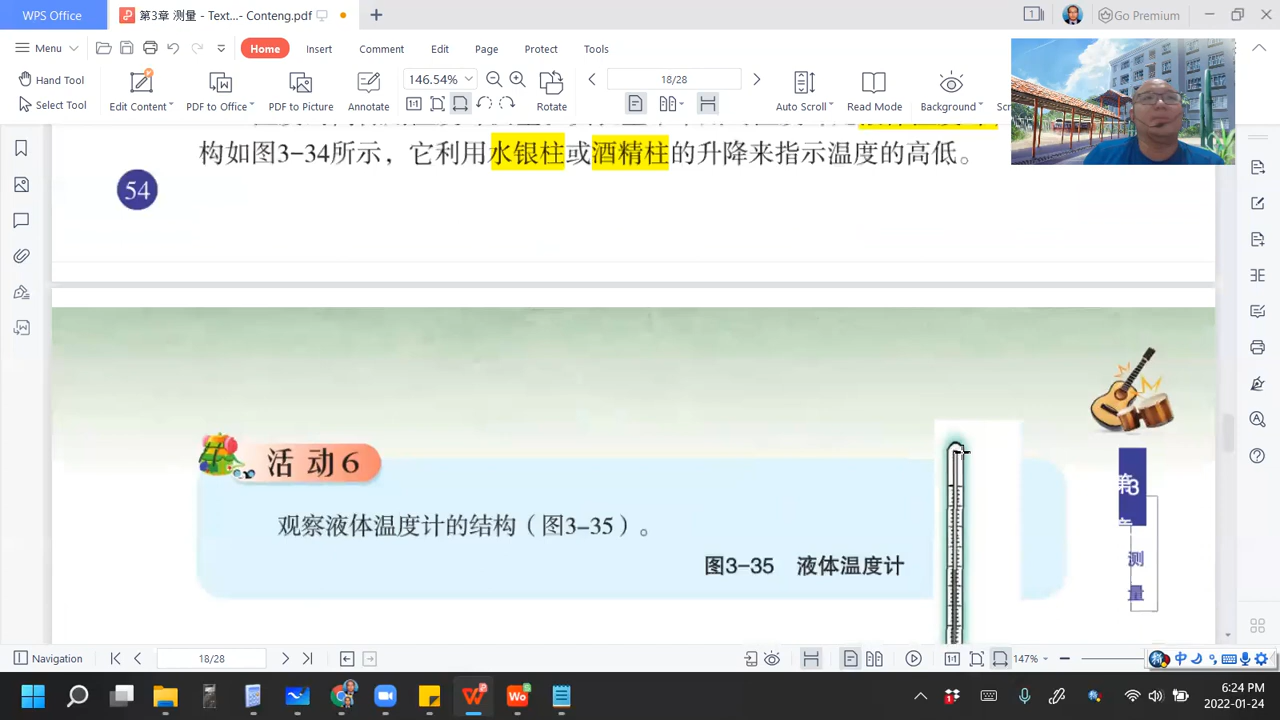 WPS Office
第3章 测量 - Text...- Conteng.pdf
Go Premium
Menu
Home
Insert
Comment
Edit
Page
Protect
Tools
Hand Tool
Select Tool
Edit Content
PDF to Office
PDF to Picture
Annotate
146.54%
Rotate
18/28
Auto Scroll
Read Mode
Background
构如图3-34所示，它利用水银柱或酒精柱的升降来指示温度的高低。
54
活动6
观察液体温度计的结构（图3-35）。
图3-35 液体温度计
第3
测
量
Navigation
18/28
147%
中
6:24 PM
2022-01-24